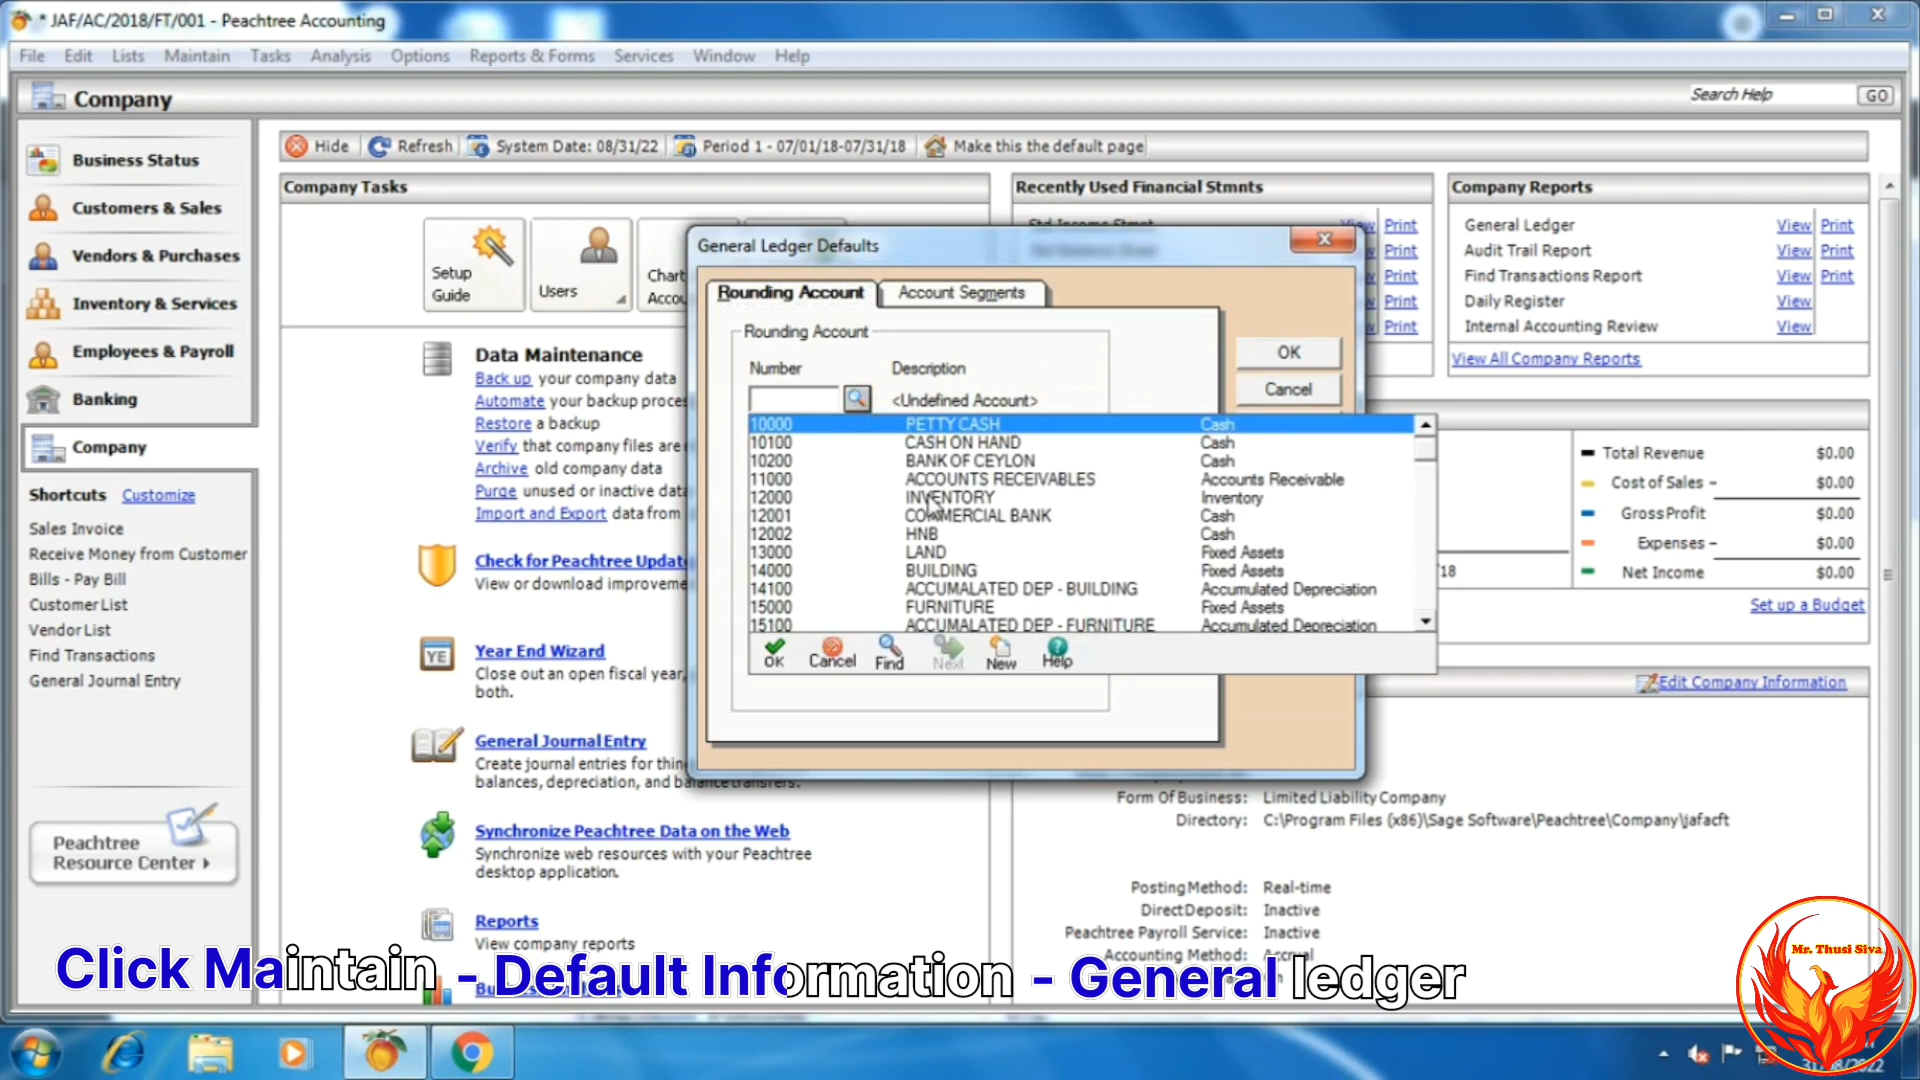 * JAF/AC/2018/FT/001 - Peachtree Accounting
File Edit Lists Maintain Tasks Analysis Options Reports & Forms Services Window Help
Company
Search Help GO
Business Status
Customers & Sales
Vendors & Purchases
Inventory & Services
Employees & Payroll
Banking
Company
Shortcuts Customize
Sales Invoice
Receive Money from Customer
Bills - Pay Bill
Customer List
Vendor List
Find Transactions
General Journal Entry
Peachtree
Resource Center
Hide Refresh System Date: 08/31/22 Period 1 - 07/01/18-07/31/18 Make this the default page
Company Tasks
Setup
Guide
Users
Chart
Data Maintenance
Back up your company data
Automate your backup
Restore a backup
Verify that company files are
Archive old company data
Purge unused or inactive data
Import and Export data from
Check for Peachtree
View or download
Year End Wizard
Close out an open fiscal year,
both.
General Journal Entry
Create journal entries for
balances, depreciation, and balance transfers.
Synchronize Peachtree Data on the Web
Synchronize web resources with your Peachtree
desktop application.
Reports
View company reports
Recently Used Financial Stmnts
Std Income Stmnt View Print
Print
Print
Print
Print
Company Reports
General Ledger View Print
Audit Trail Report View Print
Find Transactions Report View Print
Daily Register View
Internal Accounting Review View
View All Company Reports
General Ledger Defaults
Rounding Account Account Segments
Rounding Account
Number Description
<Undefined Account>
OK
Cancel
10000 PETTY CASH Cash
10100 CASH ON HAND Cash
10200 BANK OF CEYLON Cash
11000 ACCOUNTS RECEIVABLES Accounts Receivable
12000 INVENTORY Inventory
12001 COMMERCIAL BANK Cash
12002 HNB Cash
13000 LAND Fixed Assets
14000 BUILDING Fixed Assets
14100 ACCUMALATED DEP - BUILDING Accumulated Depreciation
15000 FURNITURE Fixed Assets
15100 ACCUMALATED DEP - FURNITURE Accumulated Depreciation
OK Cancel Find Next New Help
Total Revenue $0.00
Cost of Sales $0.00
Gross Profit $0.00
Expenses $0.00
Net Income $0.00
Set up a Budget
Edit Company Information
Form Of Business: Limited Liability Company
Directory: C:\Program Files (x86)\Sage Software\Peachtree\Company\jafacft
Posting Method: Real-time
Direct Deposit: Inactive
Peachtree Payroll Service: Inactive
Accounting Method: Accrual
Click Maintain - Default Information - General ledger
Mr. Thusi Siva
31/08/2022